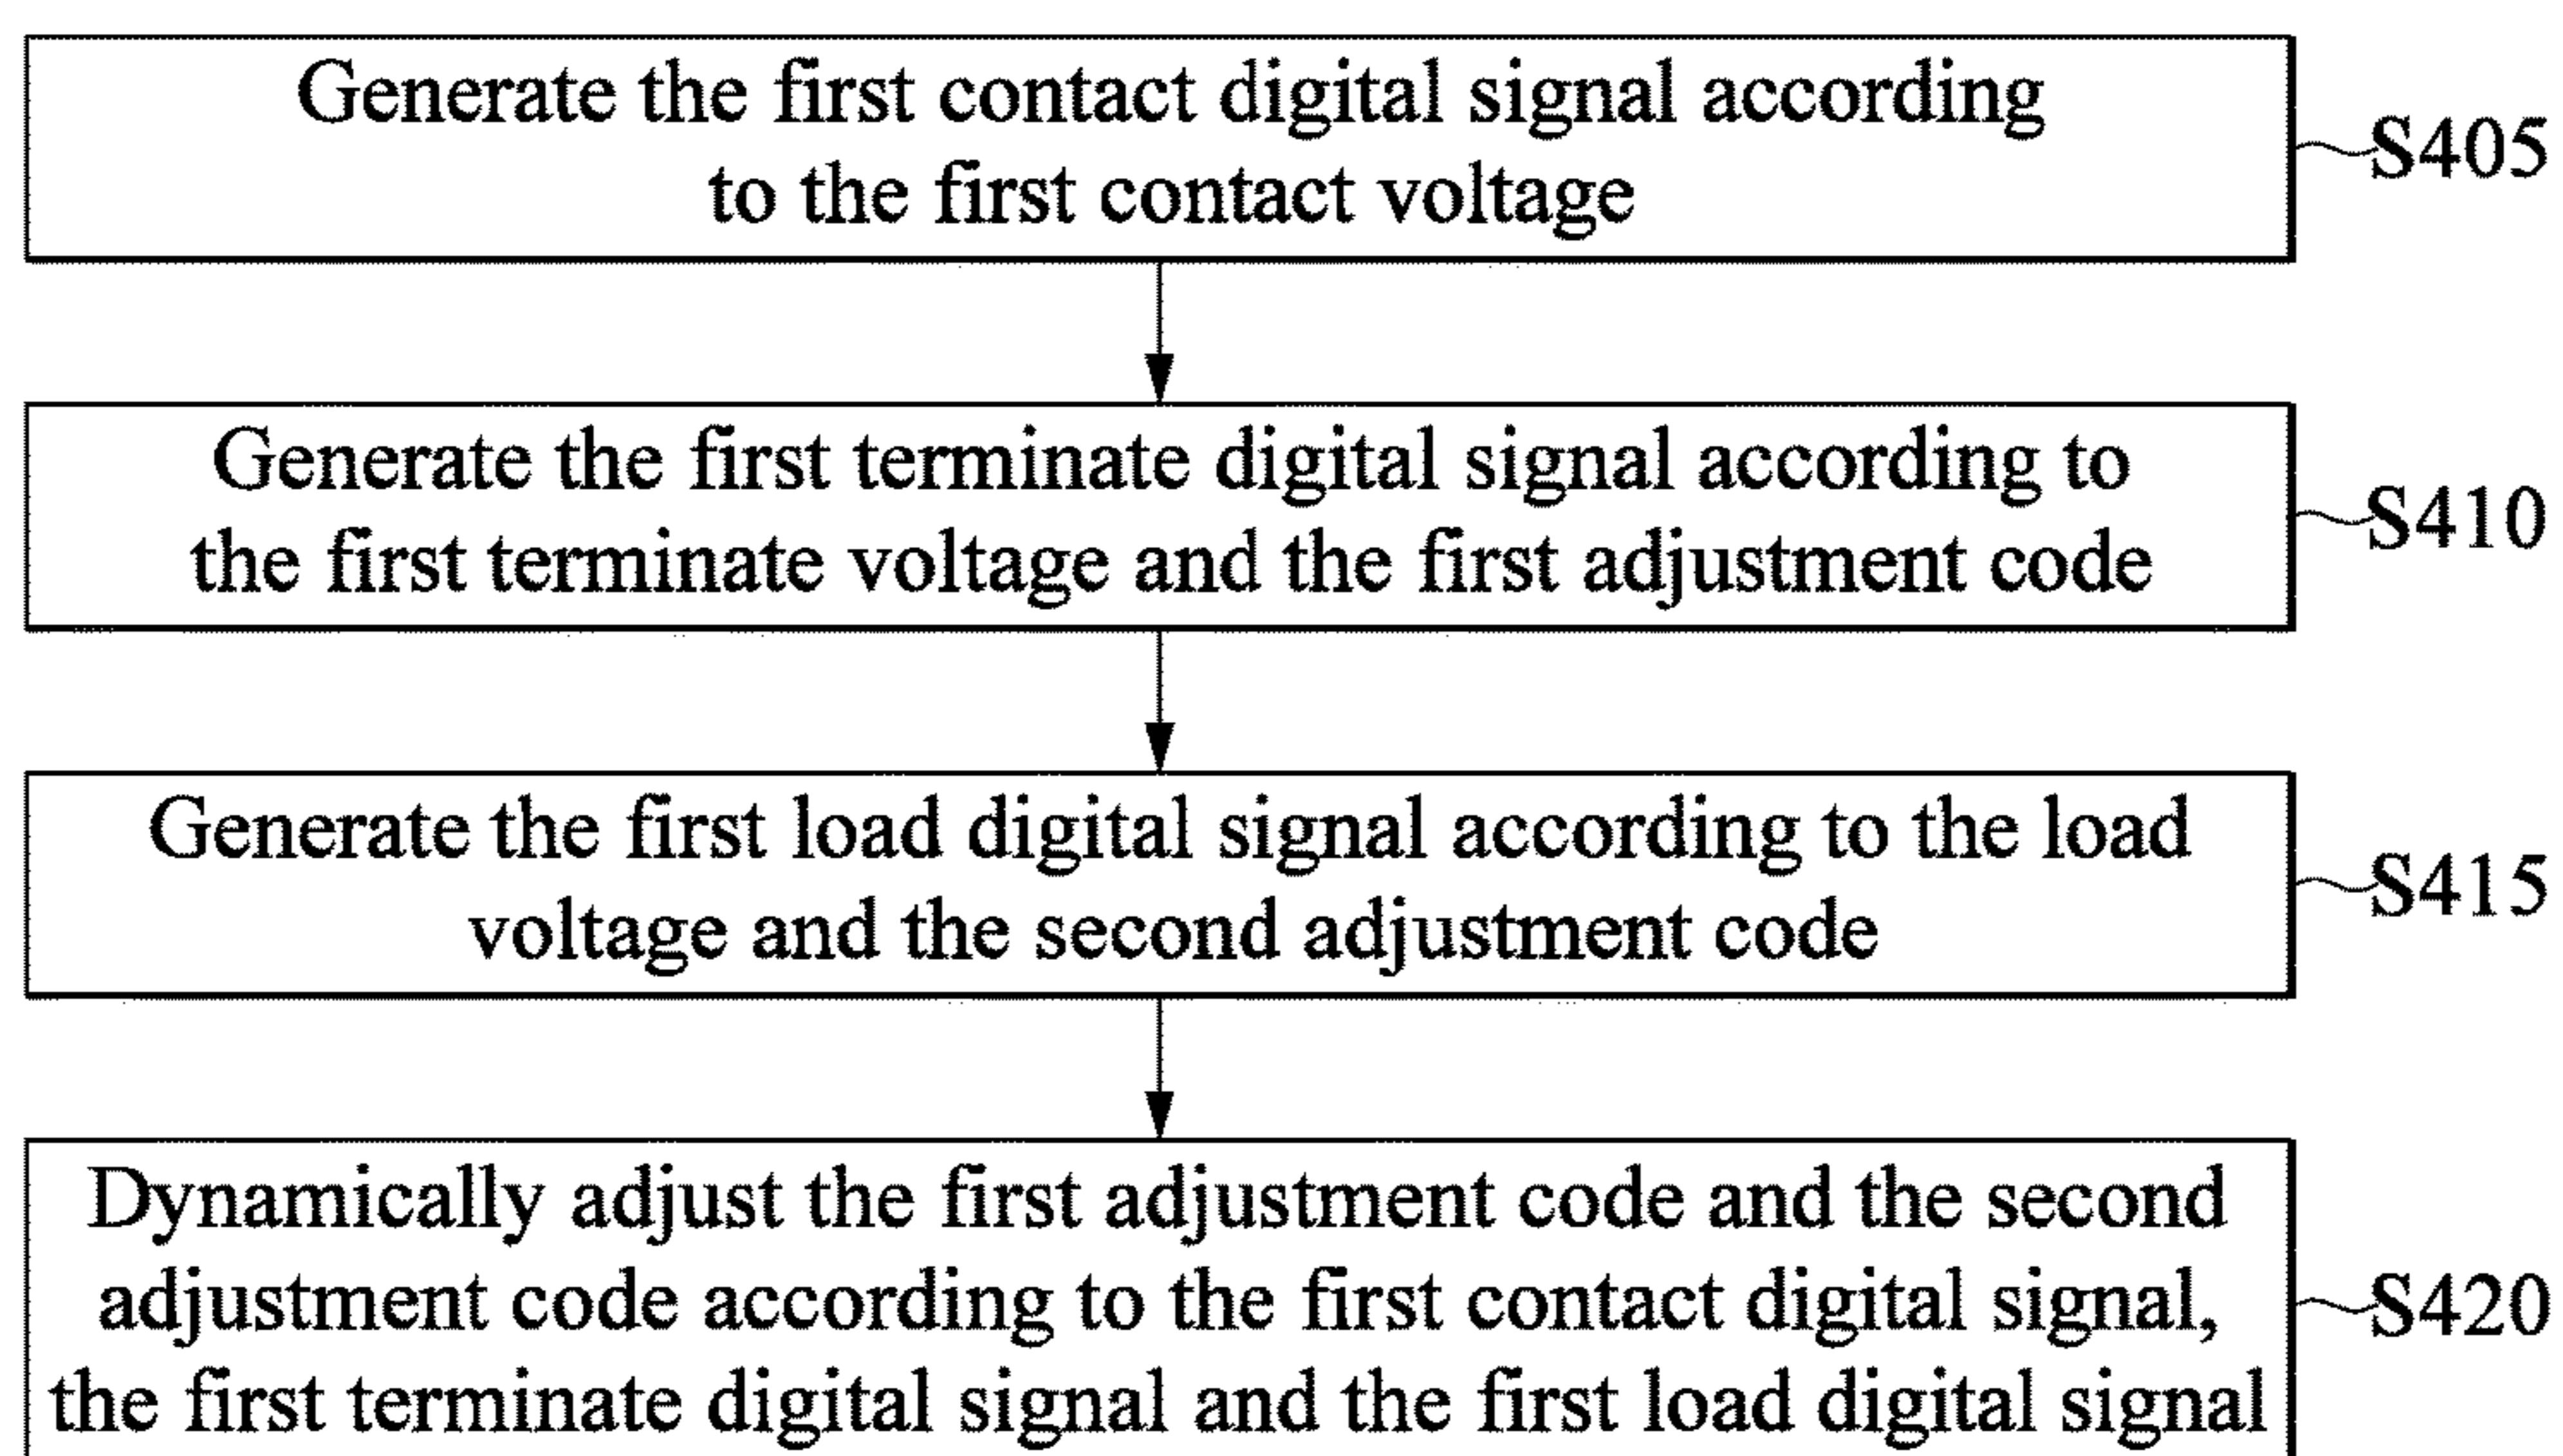 Generate the first contact digital signal according
to the first contact voltage
S405
Generate the first terminate digital signal according to
the first terminate voltage and the first adjustment code
S410
Generate the first load digital signal according to the load
voltage and the second adjustment code
S415
Dynamically adjust the first adjustment code and the second
adjustment code according to the first contact digital signal,
the first terminate digital signal and the first load digital signal
S420